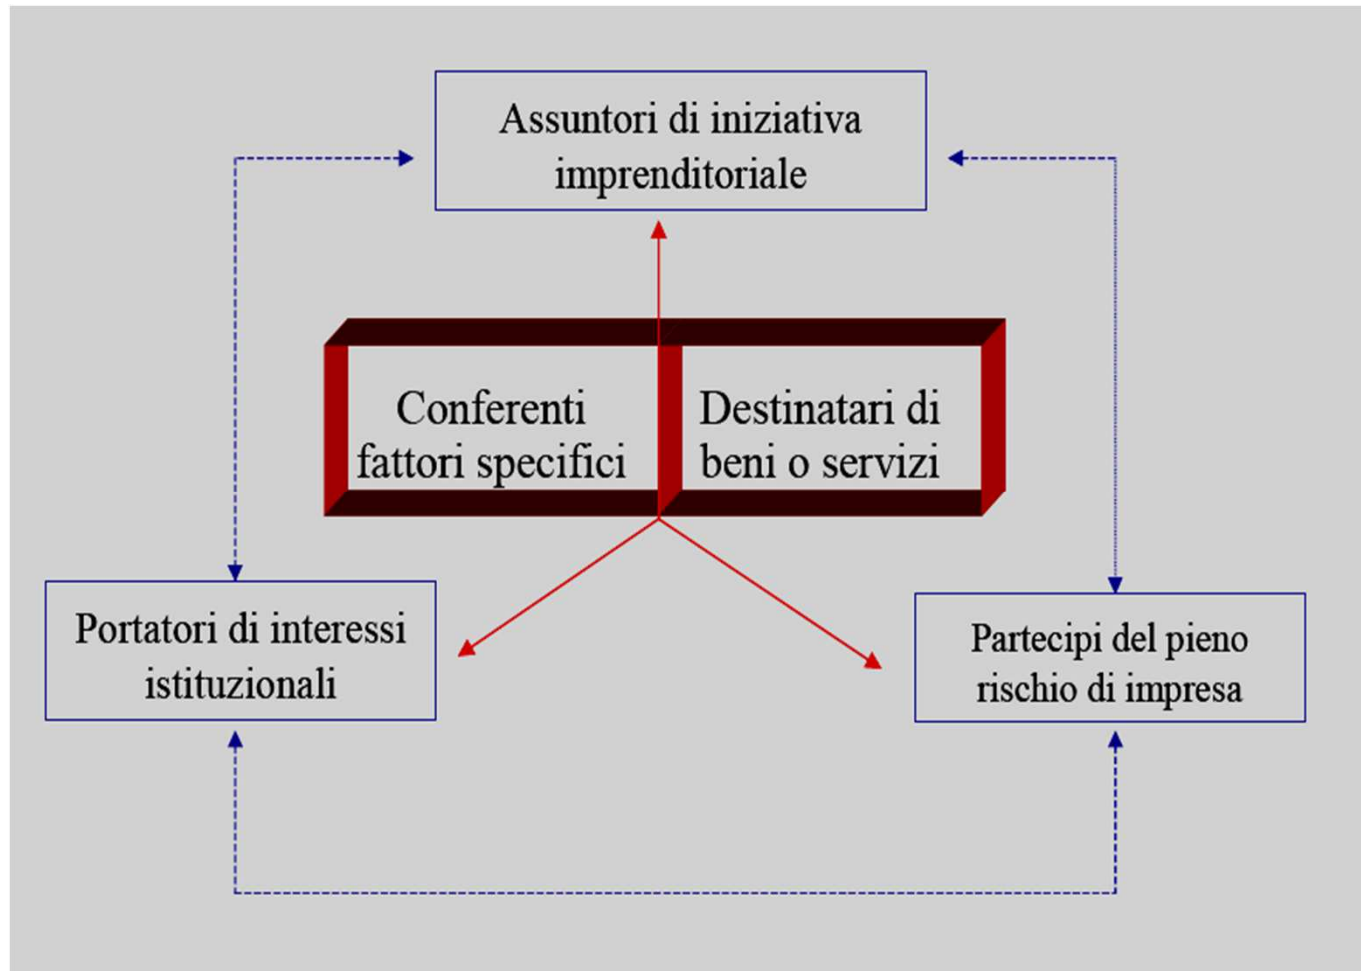 Assuntori di iniziativa
imprenditoriale
Conferenti
fattori specifici
Destinatari di
beni o servizi
Portatori di interessi
istituzionali
Partecipi del pieno
rischio di impresa